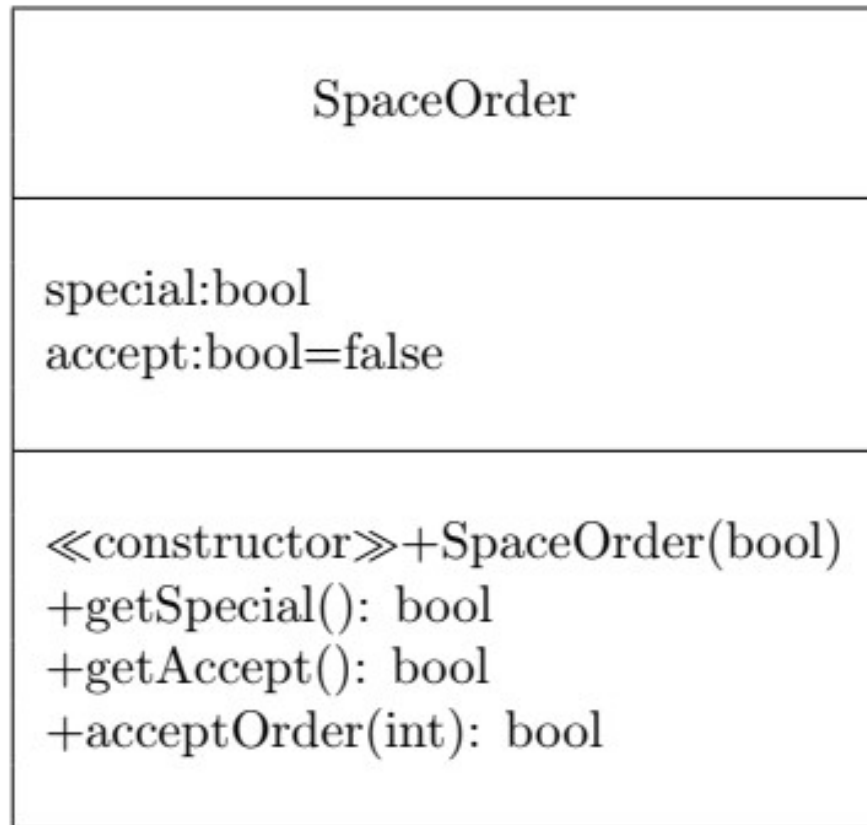 SpaceOrder
special:bool
accept:bool=false
≪constructor≫+SpaceOrder(bool)
+getSpecial(): bool
+getAccept(): bool
+acceptOrder(int): bool